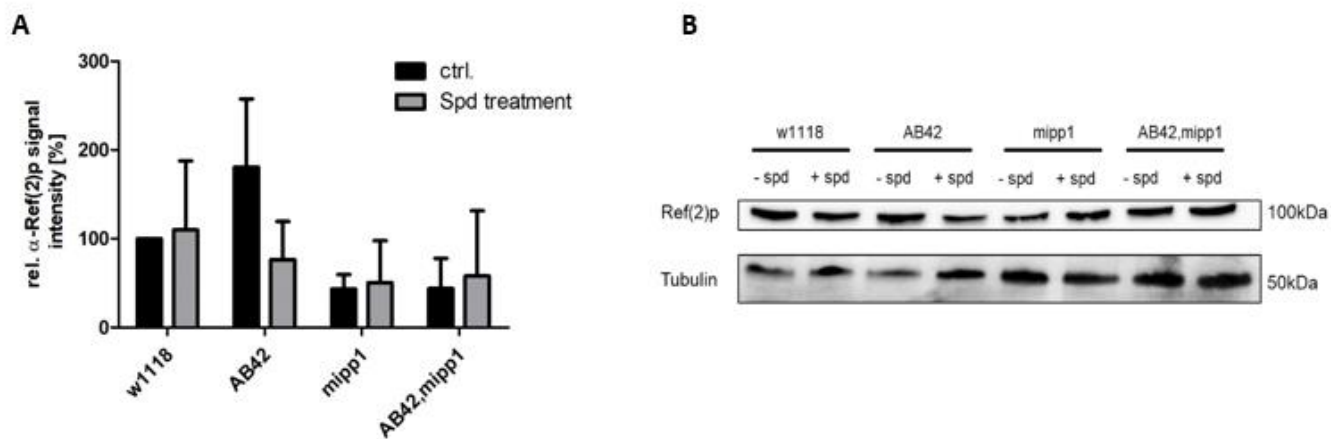 A
300
200
100
0
rel. α-Ref(2)p signal
intensity [%]
ctrl.
Spd treatment
w1118
AB42
mipp1
AB42,mipp1
B
w1118 AB42 mipp1 AB42,mipp1
- spd + spd - spd + spd - spd + spd - spd + spd
Ref(2)p 100kDa
Tubulin 50kDa